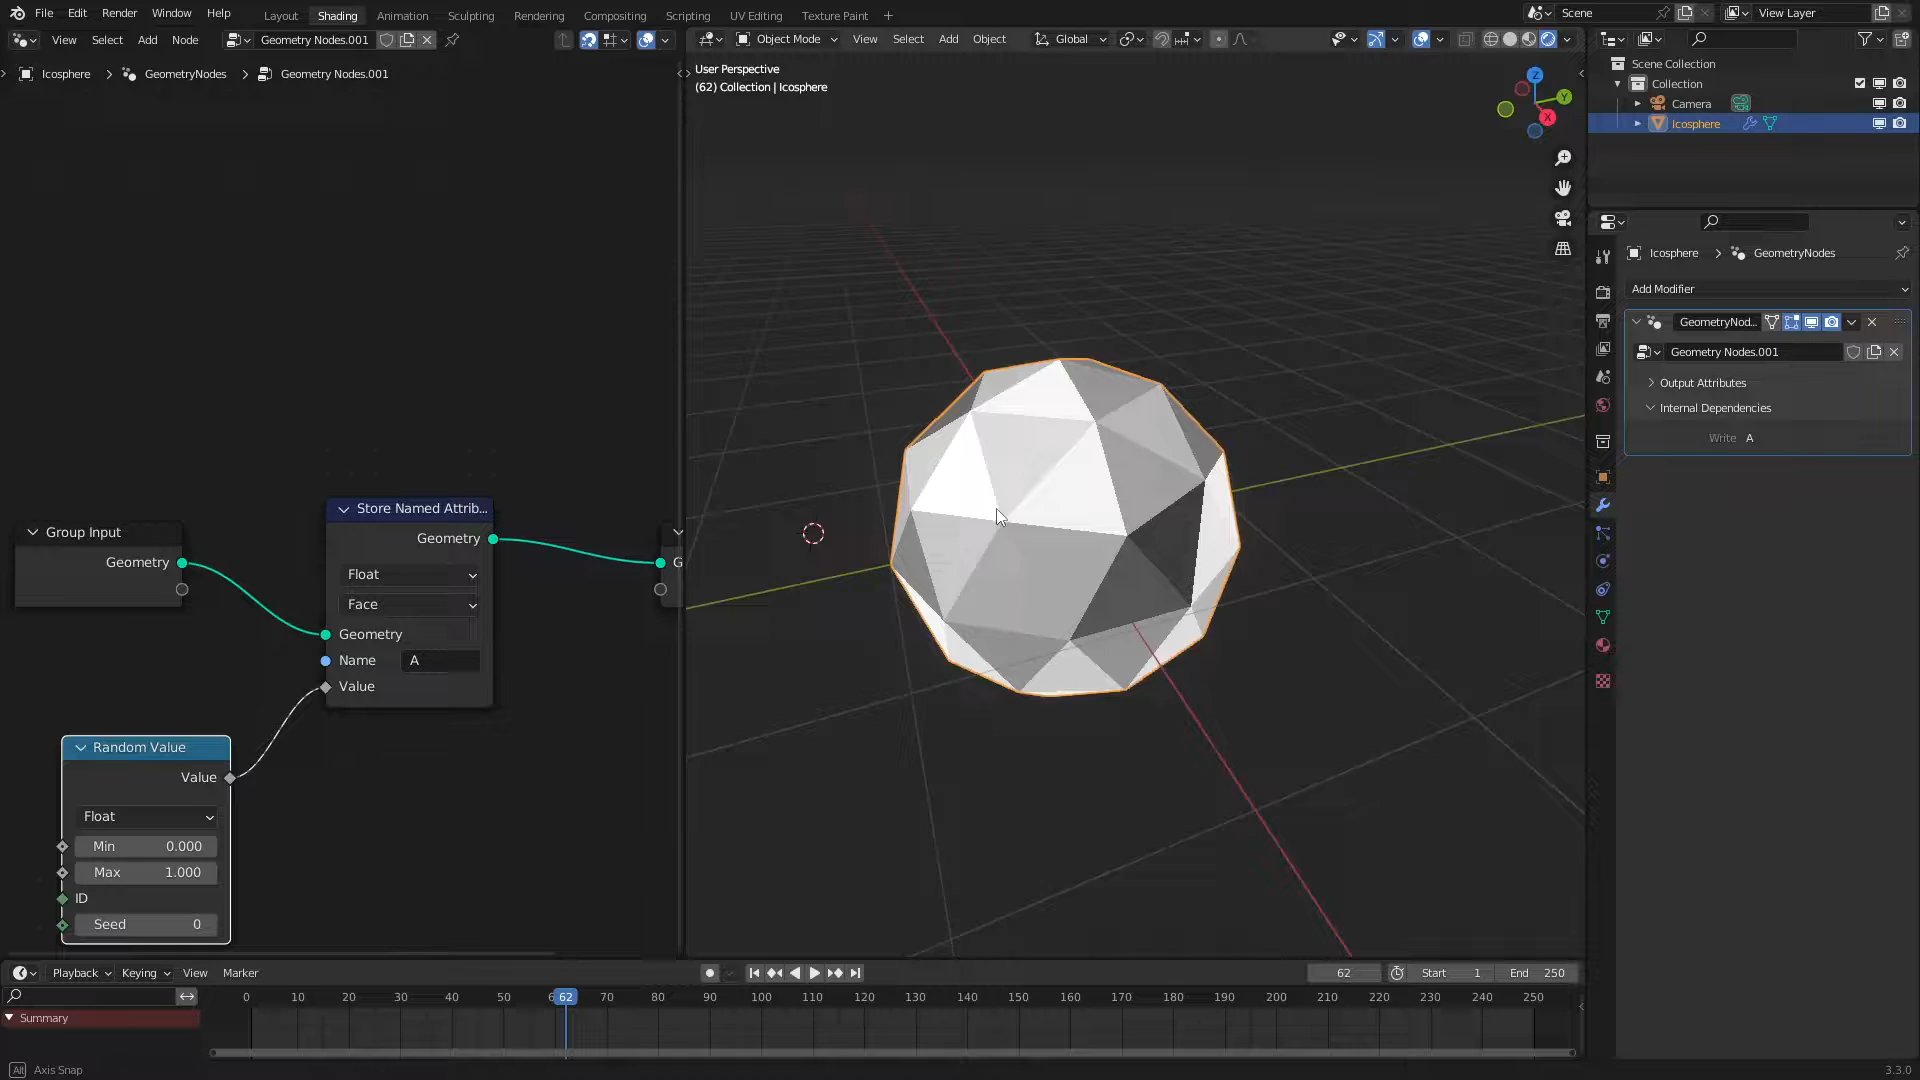 File Edit Render Window Help Layout Shading Animation Sculpting Rendering Compositing Scripting UV Editing Texture Paint + Scene View Layer
View Select Add Node Geometry Nodes.001 Object Mode View Select Add Object Global
Icosphere > GeometryNodes > Geometry Nodes.001
User Perspective
(62) Collection | Icosphere
Z
Y
X
Group Input
Geometry
Store Named Attrib...
Geometry
Float
Face
Geometry
Name A
Value
G
Random Value
Value
Float
Min 0.000
Max 1.000
ID
Seed 0
Scene Collection
Collection
Camera
Icosphere
Icosphere > GeometryNodes
Add Modifier
GeometryNod...
Geometry Nodes.001
Output Attributes
Internal Dependencies
Write A
Playback Keying View Marker 62 Start 1 End 250
0 10 20 30 40 50 62 70 80 90 100 110 120 130 140 150 160 170 180 190 200 210 220 230 240 250
Summary
Alt Axis Snap 3.3.0